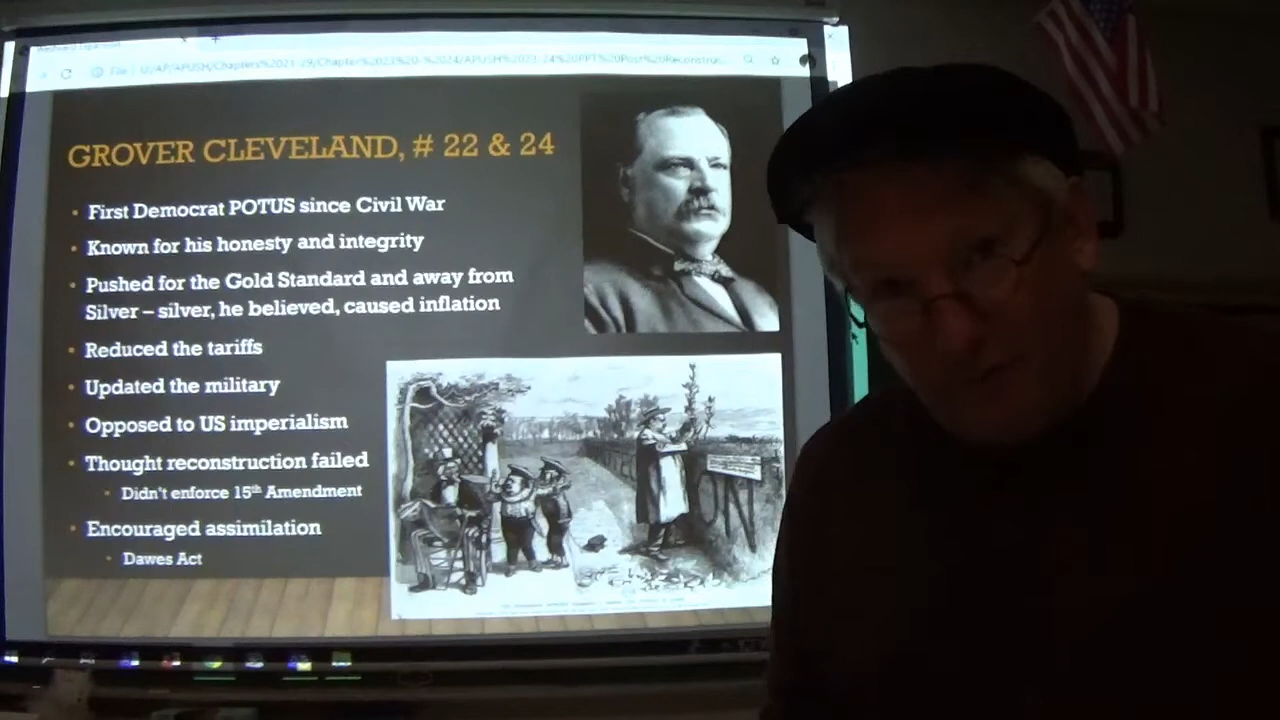 GROVER CLEVELAND, # 22 & 24
• First Democrat POTUS since Civil War
• Known for his honesty and integrity
• Pushed for the Gold Standard and away from
Silver – silver, he believed, caused inflation
• Reduced the tariffs
• Updated the military
• Opposed to US imperialism
• Thought reconstruction failed
• Didn't enforce 15th Amendment
• Encouraged assimilation
• Dawes Act